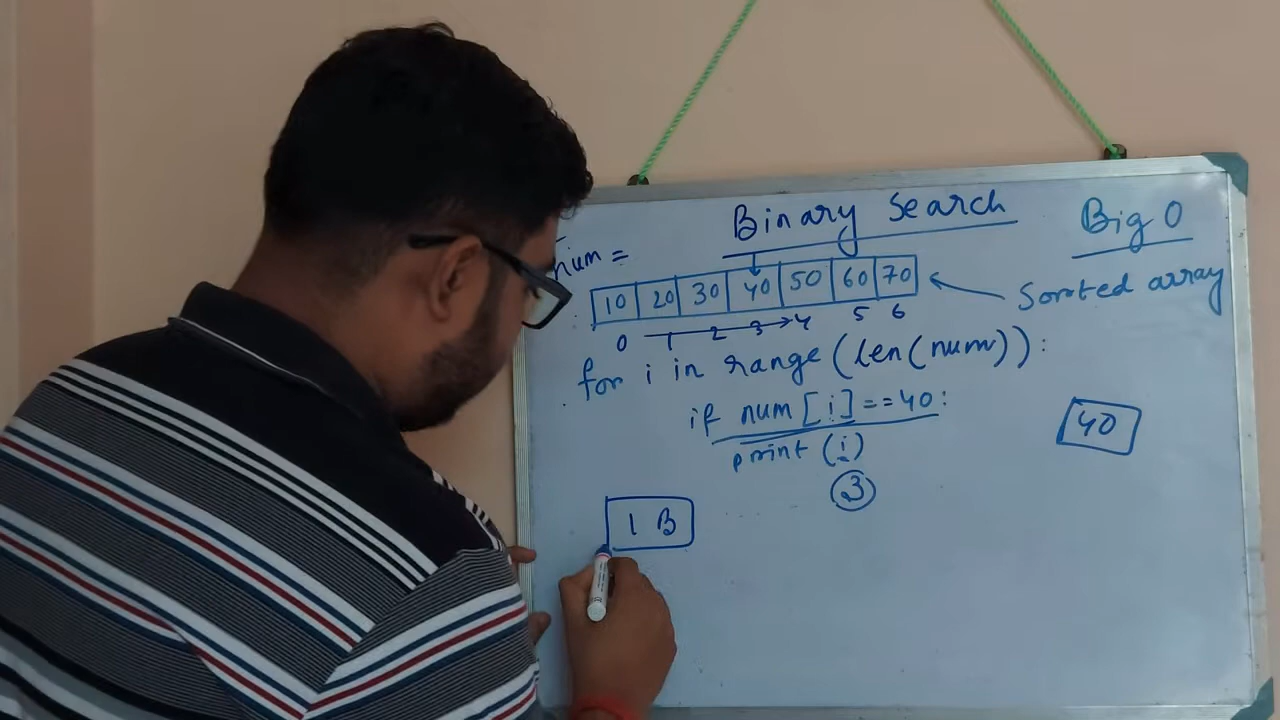 Binary Search
Big O
num =
10 20 30 40 50 60 70
Sorted array
0 1 2 3 4 5 6
for i in range (len(num)):
if num [i] == 40:
40
print (i)
3
1 B